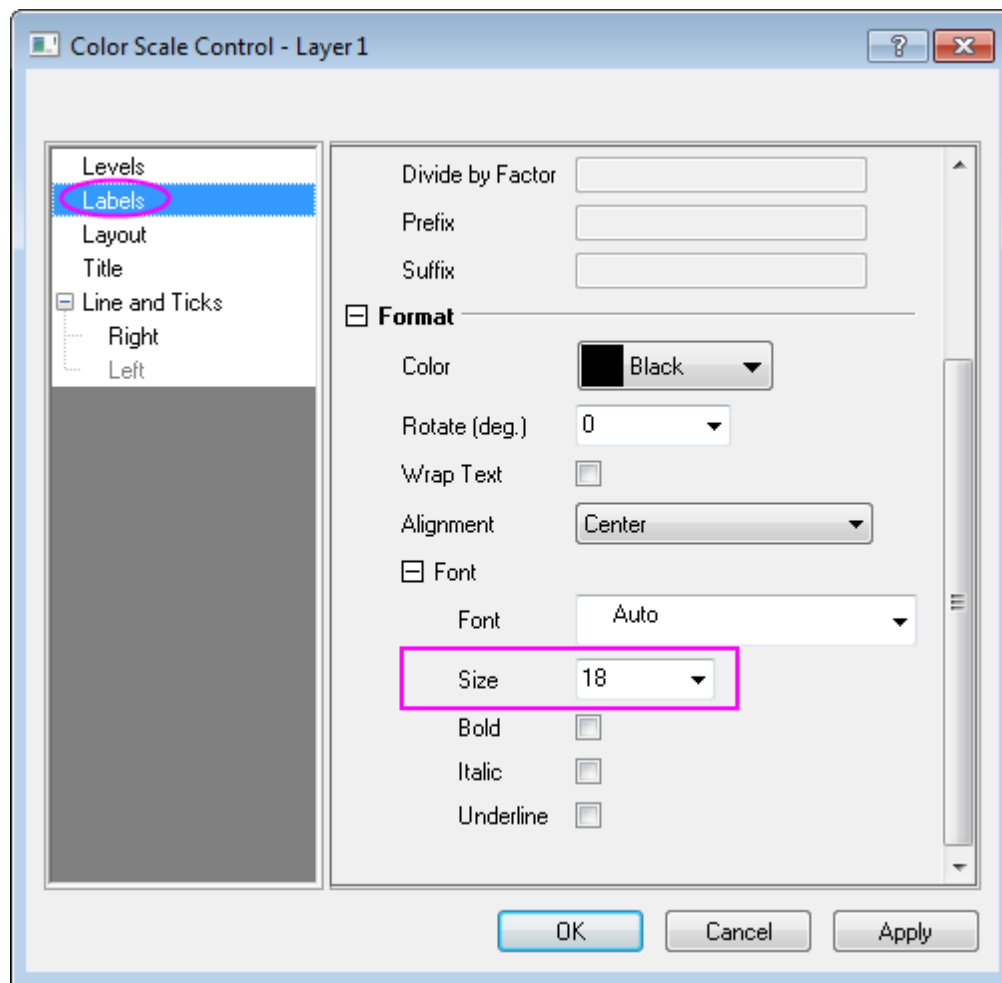 Color Scale Control - Layer 1
?
Levels
Labels
Layout
Title
Line and Ticks
Right
Left
Divide by Factor
Prefix
Suffix
Format
Color Black
Rotate (deg.) 0
Wrap Text
Alignment Center
Font
Font Auto
Size 18
Bold
Italic
Underline
OK Cancel Apply